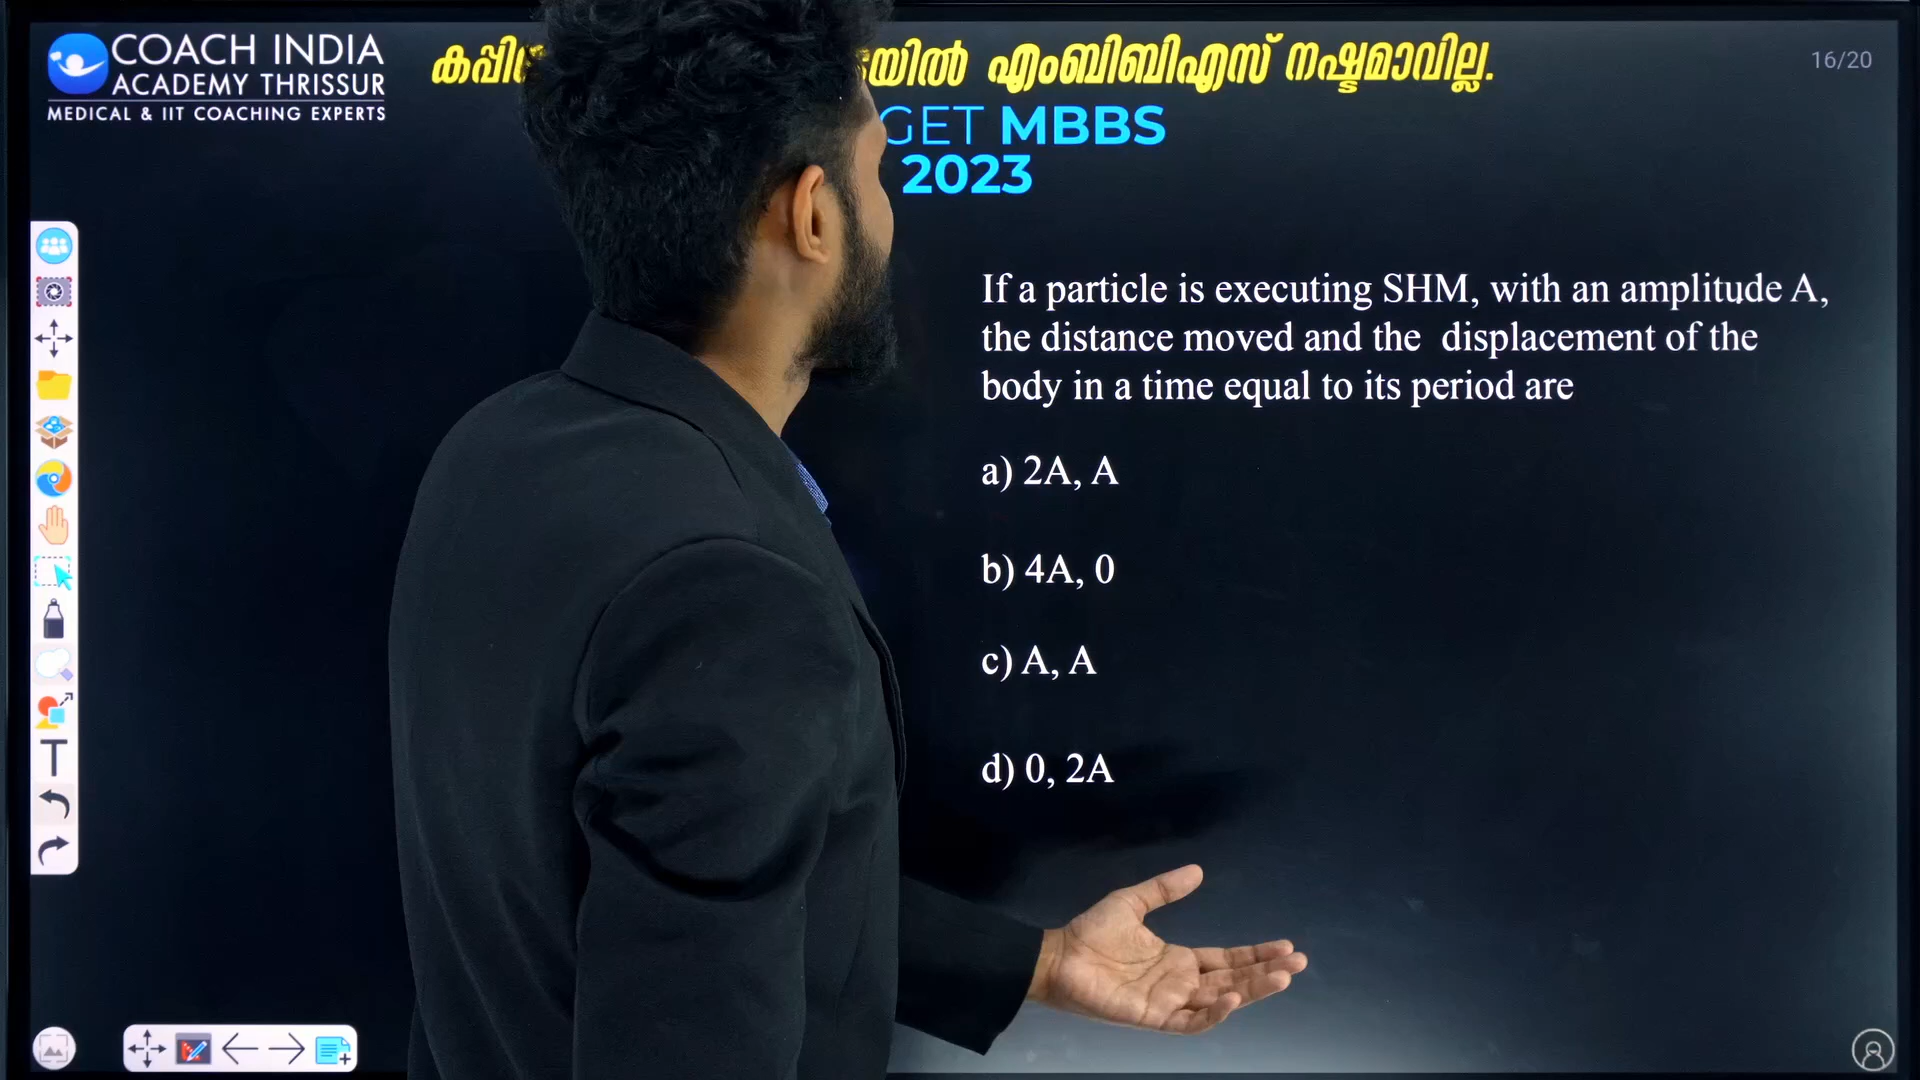 COACH INDIA
ACADEMY THRISSUR
MEDICAL & IIT COACHING EXPERTS
എംബിബിഎസ് നഷ്ടമാവില്ല.
GET MBBS
2023
16/20
If a particle is executing SHM, with an amplitude A,
the distance moved and the displacement of the
body in a time equal to its period are
a) 2A, A
b) 4A, 0
c) A, A
d) 0, 2A
T